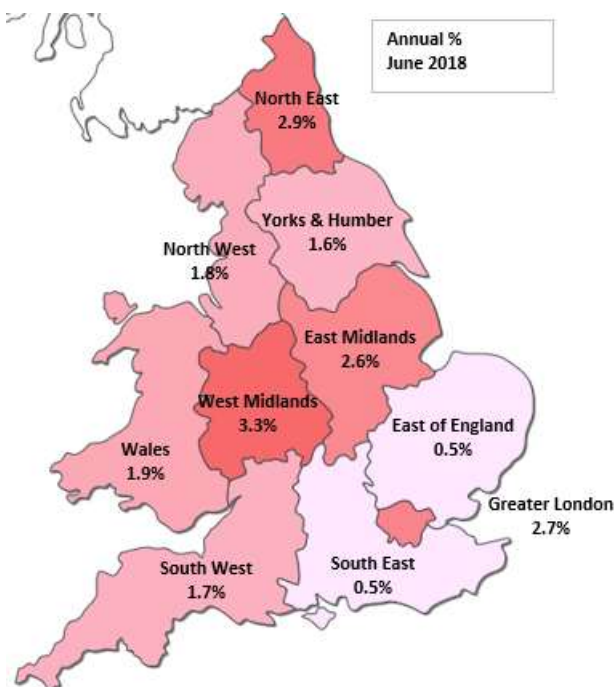 Annual %
June 2018
North East
2.9%
Yorks & Humber
1.6%
North West
1.8%
East Midlands
2.6%
West Midlands
3.3%
East of England
0.5%
Wales
1.9%
Greater London
2.7%
South West
1.7%
South East
0.5%